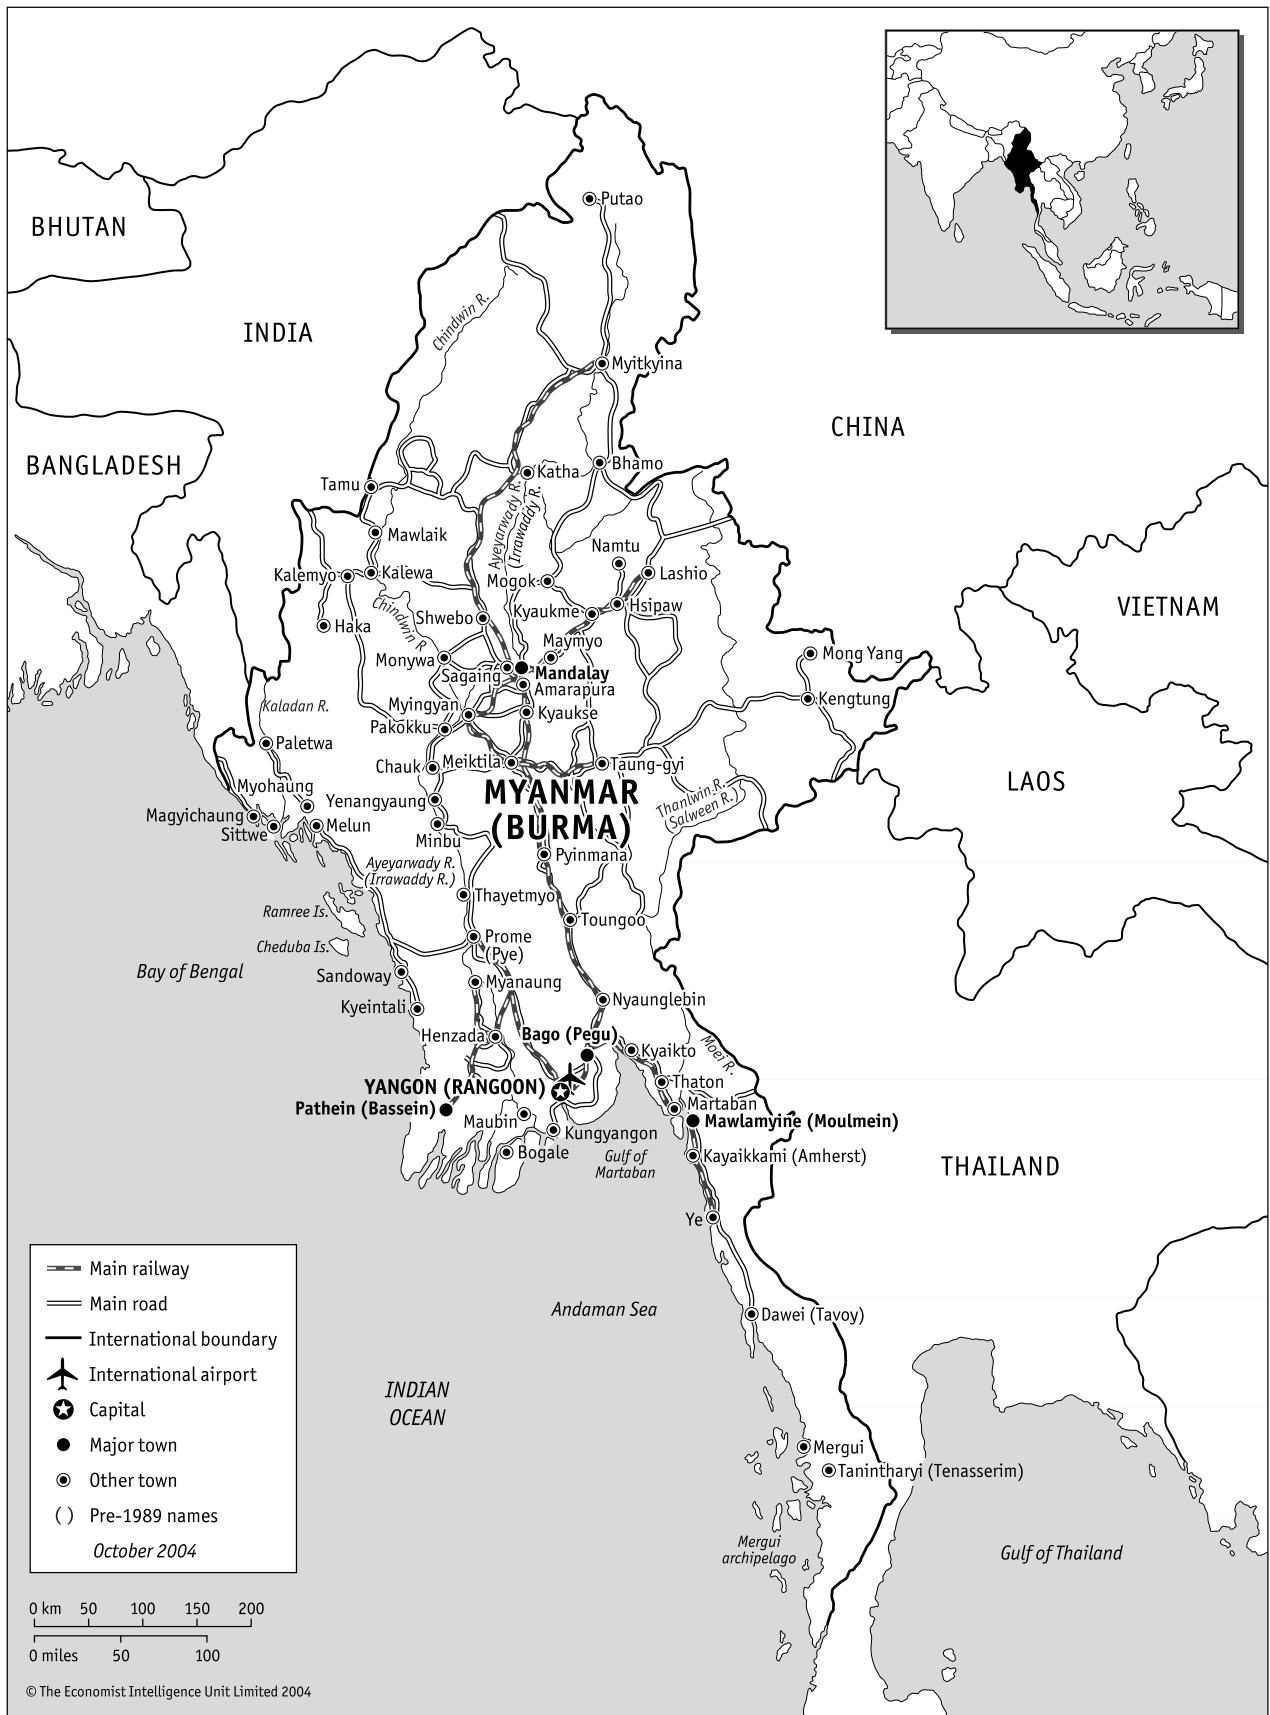 Putao
BHUTAN
Chindwin R.
INDIA
Myitkyina
CHINA
BANGLADESH
Katha
Bhamo
Tamu
Ayeyarwady R.
(Irrawaddy R.)
Mawlaik
Namtu
Kalemyo
Kalewa
Mogok
Lashio
Chindwin R
Shwebo
Kyaukme
Hsipaw
VIETNAM
Haka
Maymyo
Monywa
Mong Yang
Sagaing
Mandalay
Amarapura
Kengtung
Kaladan R.
Myingyan
Kyaukse
Pakokku
Paletwa
Chauk
Meiktila
Taung-gyi
LAOS
Myohaung
Yenangyaung
MYANMAR
(BURMA)
Thanlwin R.
(Salween R.)
Magyichaung
Sittwe
Melun
Minbu
Pyinmana
Ayeyarwady R.
(Irrawaddy R.)
Thayetmyo
Ramree Is.
Toungoo
Cheduba Is.
Prome
(Pye)
Bay of Bengal
Sandoway
Myanaung
Kyeintali
Nyaunglebin
Henzada
Bago (Pegu)
Kyaikto
Moei R.
YANGON (RANGOON)
Thaton
Pathein (Bassein)
Martaban
Maubin
Mawlamyine (Moulmein)
Kungyangon
Bogale
Gulf of
Martaban
Kayaikkami (Amherst)
THAILAND
Ye
Main railway
Main road
International boundary
International airport
Capital
Major town
Other town
( ) Pre-1989 names
October 2004
Andaman Sea
Dawei (Tavoy)
INDIAN
OCEAN
Mergui
Tanintharyi (Tenasserim)
Mergui
archipelago
Gulf of Thailand
0 km 50 100 150 200
0 miles 50 100
© The Economist Intelligence Unit Limited 2004